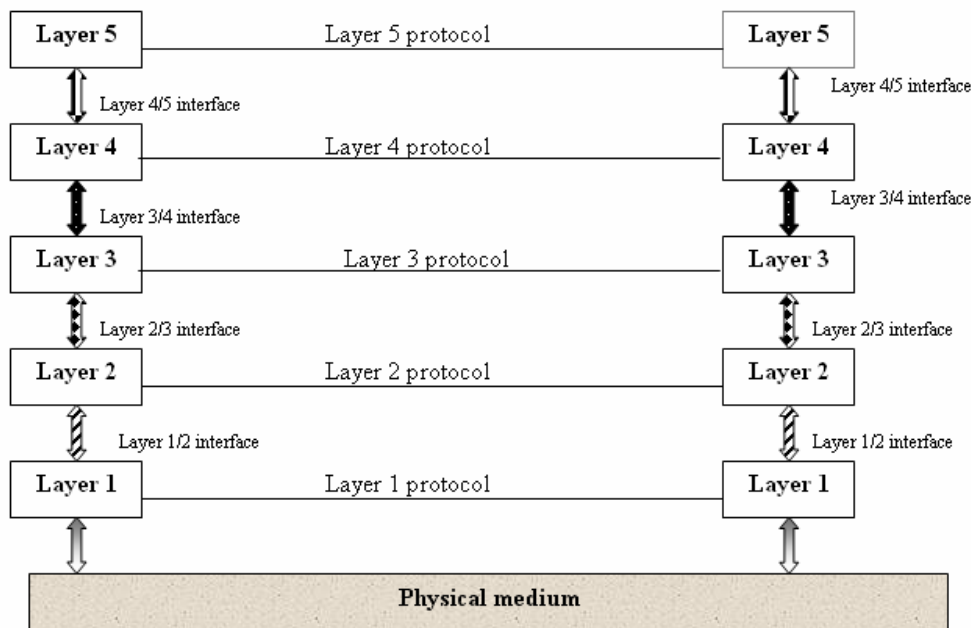 Layer 5 Layer 5 protocol Layer 5
Layer 4/5 interface Layer 4/5 interface
Layer 4 Layer 4 protocol Layer 4
Layer 3/4 interface Layer 3/4 interface
Layer 3 Layer 3 protocol Layer 3
Layer 2/3 interface Layer 2/3 interface
Layer 2 Layer 2 protocol Layer 2
Layer 1/2 interface Layer 1/2 interface
Layer 1 Layer 1 protocol Layer 1
Physical medium